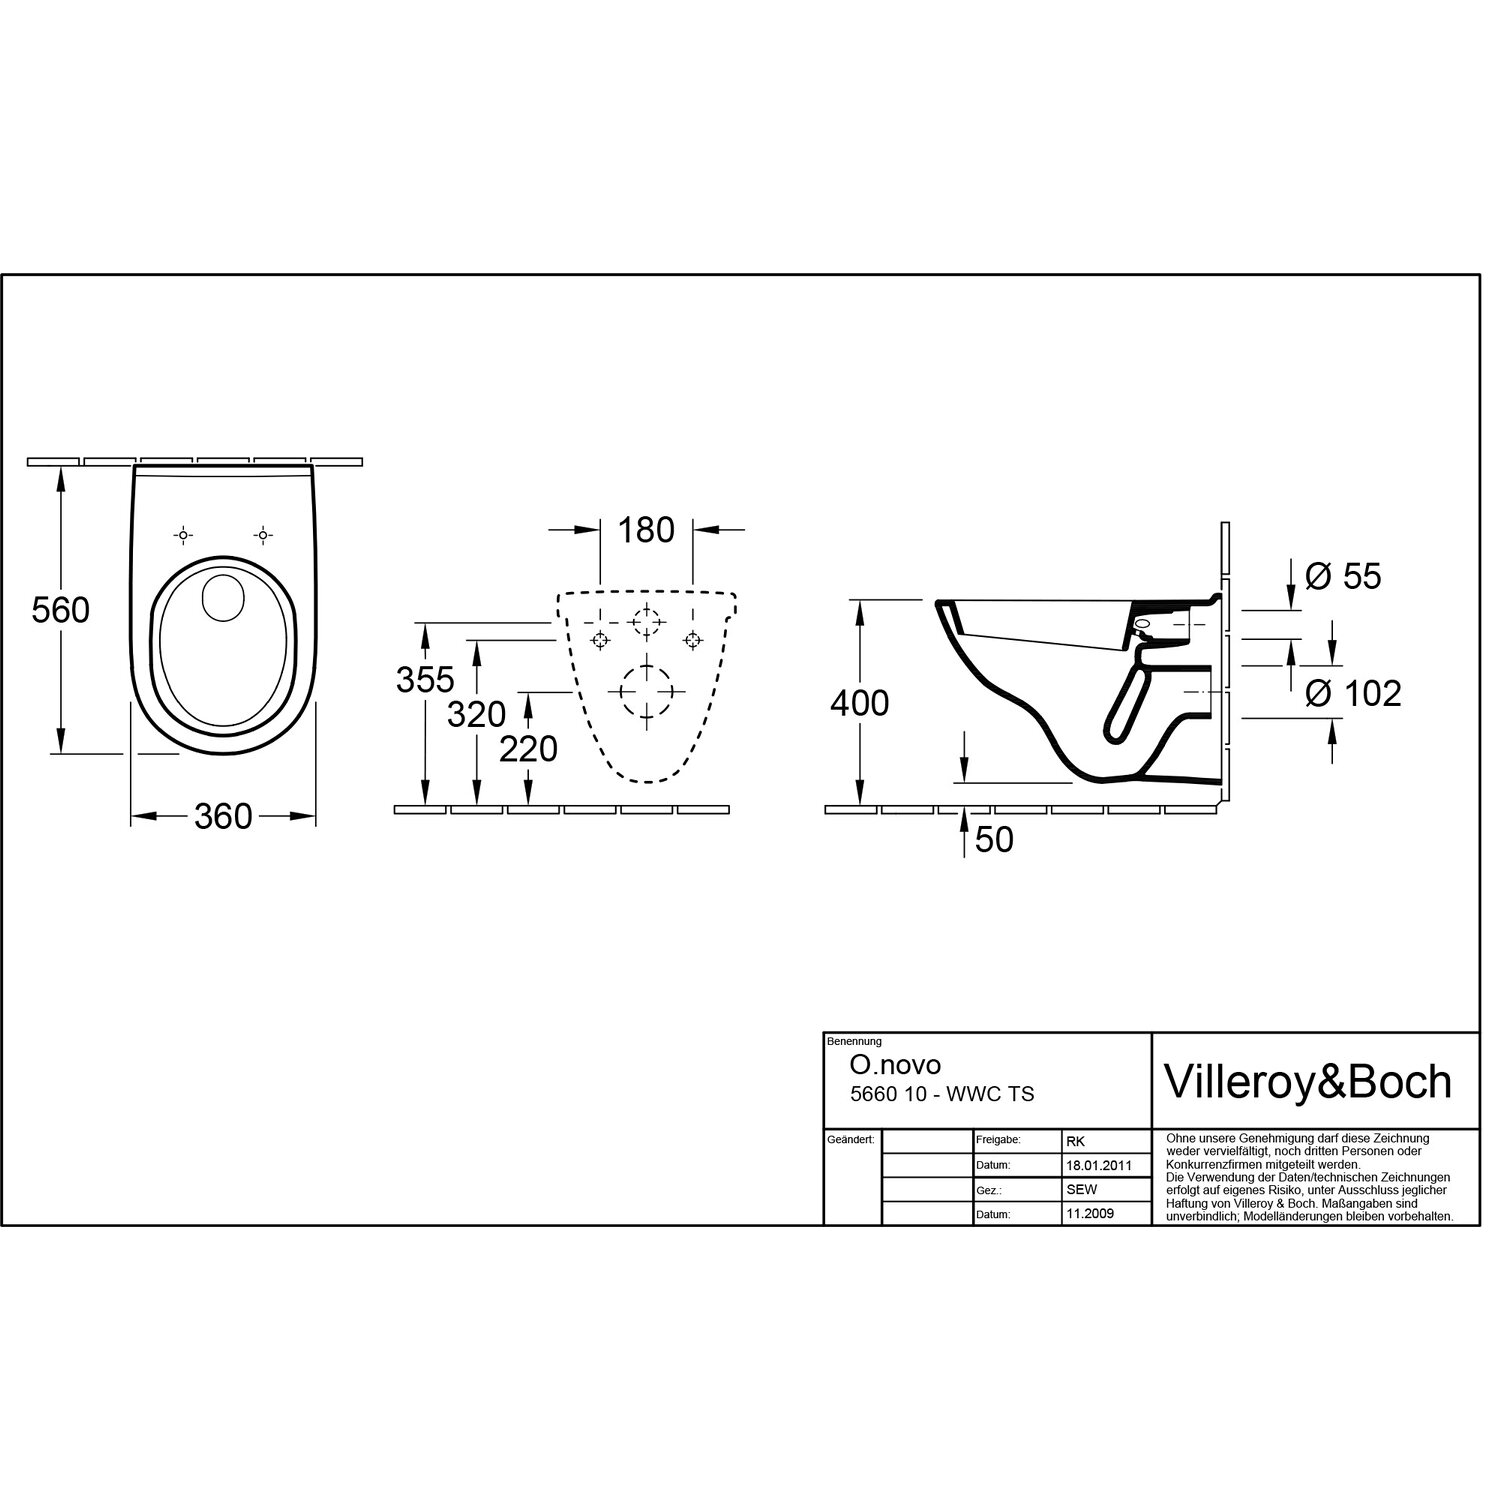 180
Ø 55
560
355
400
Ø 102
320
220
360
50
Benennung
O.novo
5660 10 - WWC TS
Villeroy&Boch
Geändert:
Freigabe: RK
Datum: 18.01.2011
Gez.: SEW
Datum: 11.2009
Ohne unsere Genehmigung darf diese Zeichnung
weder vervielfältigt, noch dritten Personen oder
Konkurrenzfirmen mitgeteilt werden.
Die Verwendung der Daten/technischen Zeichnungen
erfolgt auf eigenes Risiko, unter Ausschluss jeglicher
Haftung von Villeroy & Boch. Maßangaben sind
unverbindlich; Modelländerungen bleiben vorbehalten.